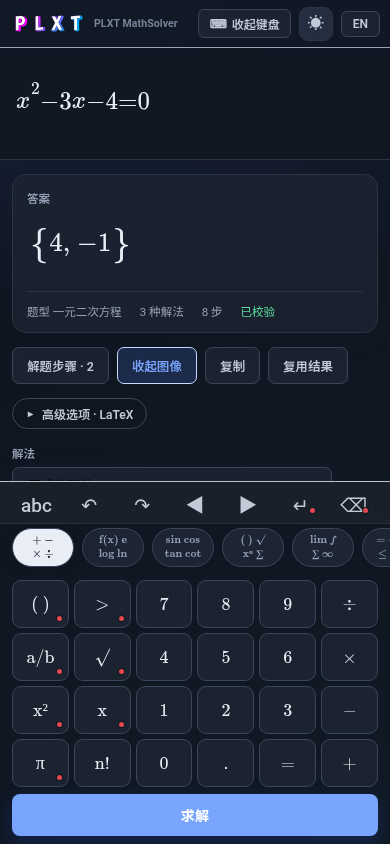 PLXT PLXT MathSolver ⌨ 收起键盘 EN
x²−3x−4=0
答案
{4, −1}
题型 一元二次方程 3 种解法 8 步 已校验
解题步骤 · 2 收起图像 复制 复用结果
▸ 高级选项 · LaTeX
解法
abc ↶ ↷ ◀ ▶ ↵ ⌫
+ − f(x) e sin cos ( ) √ lim ∫ =
× ÷ log ln tan cot xⁿ ∑ ∑ ∞ ≤
( ) > 7 8 9 ÷
a/b √ 4 5 6 ×
x² x 1 2 3 −
π n! 0 . = +
求解